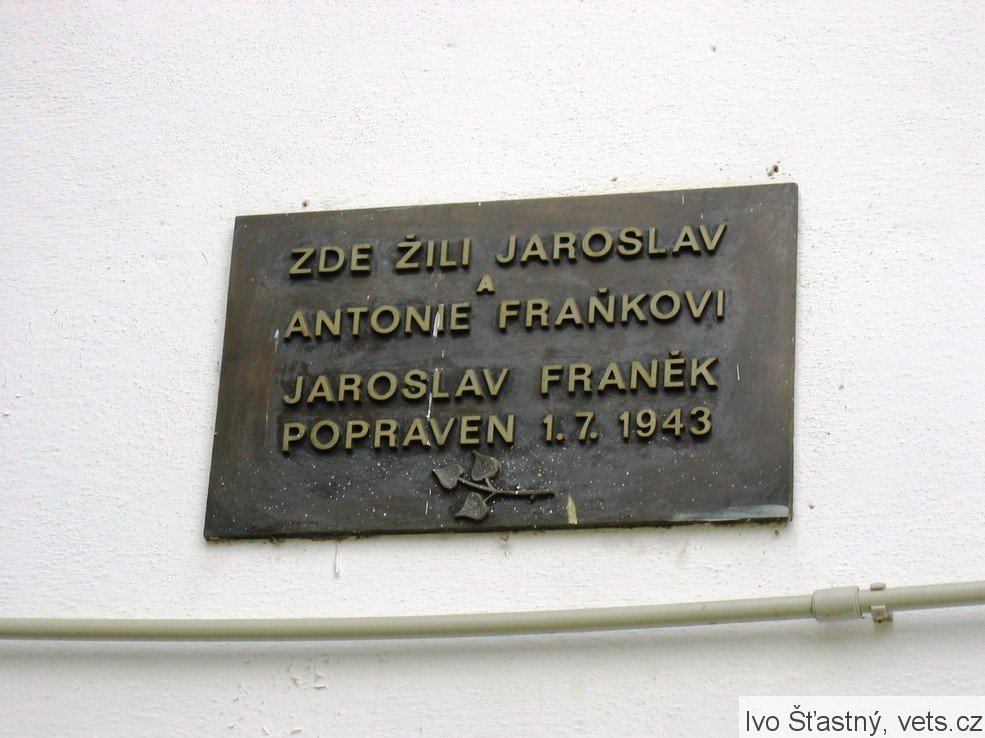 ZDE ŽILI JAROSLAV
A
ANTONIE FRAŇKOVI
JAROSLAV FRANĚK
POPRAVEN 1.7. 1943
Ivo Šťastný, vets.cz